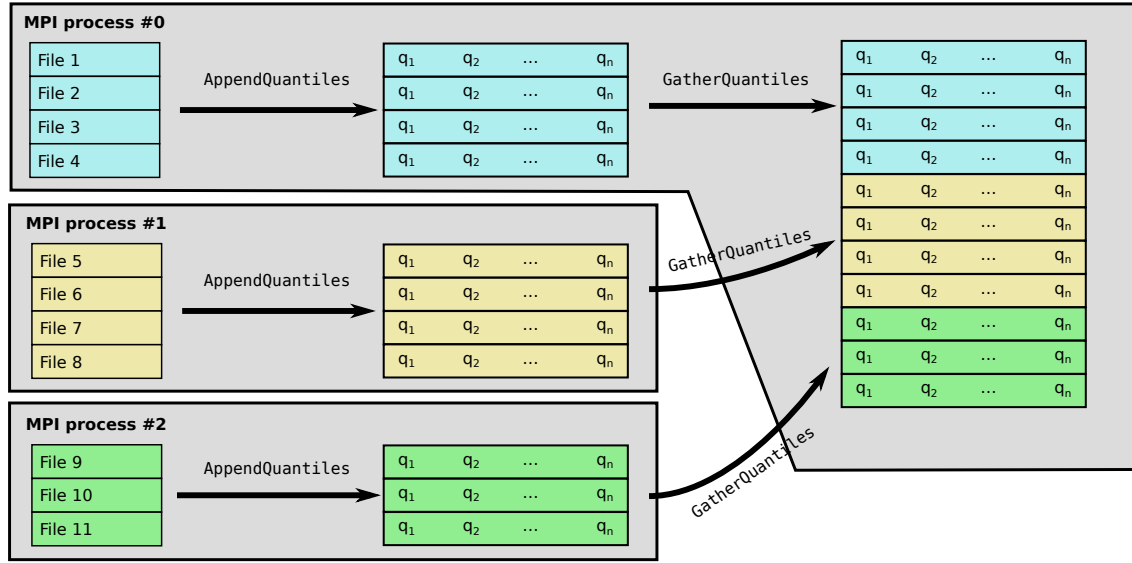 MPI process #0
File 1
File 2
File 3
File 4
AppendQuantiles
q1 q2 … qn
q1 q2 … qn
q1 q2 … qn
q1 q2 … qn
GatherQuantiles
q1 q2 … qn
q1 q2 … qn
q1 q2 … qn
q1 q2 … qn
q1 q2 … qn
q1 q2 … qn
q1 q2 … qn
q1 q2 … qn
q1 q2 … qn
q1 q2 … qn
q1 q2 … qn
MPI process #1
File 5
File 6
File 7
File 8
AppendQuantiles
q1 q2 … qn
q1 q2 … qn
q1 q2 … qn
q1 q2 … qn
GatherQuantiles
MPI process #2
File 9
File 10
File 11
AppendQuantiles
q1 q2 … qn
q1 q2 … qn
q1 q2 … qn
GatherQuantiles